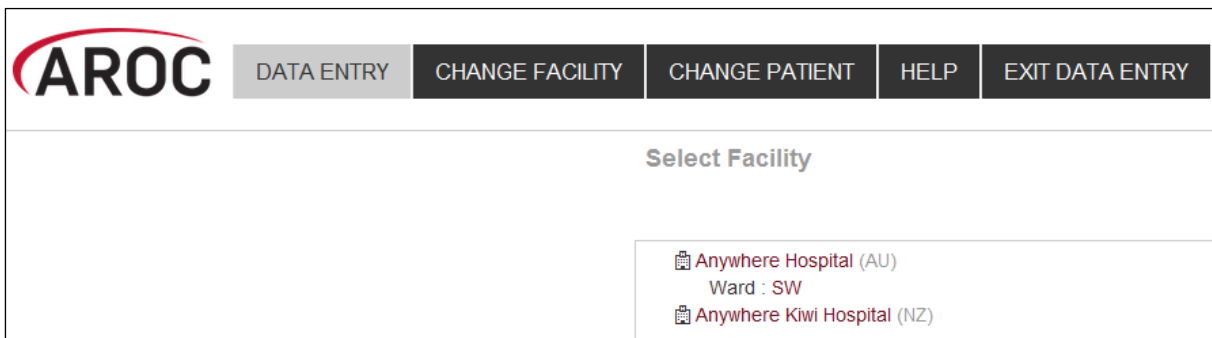 AROC DATA ENTRY CHANGE FACILITY CHANGE PATIENT HELP EXIT DATA ENTRY
Select Facility
Anywhere Hospital (AU)
Ward : SW
Anywhere Kiwi Hospital (NZ)